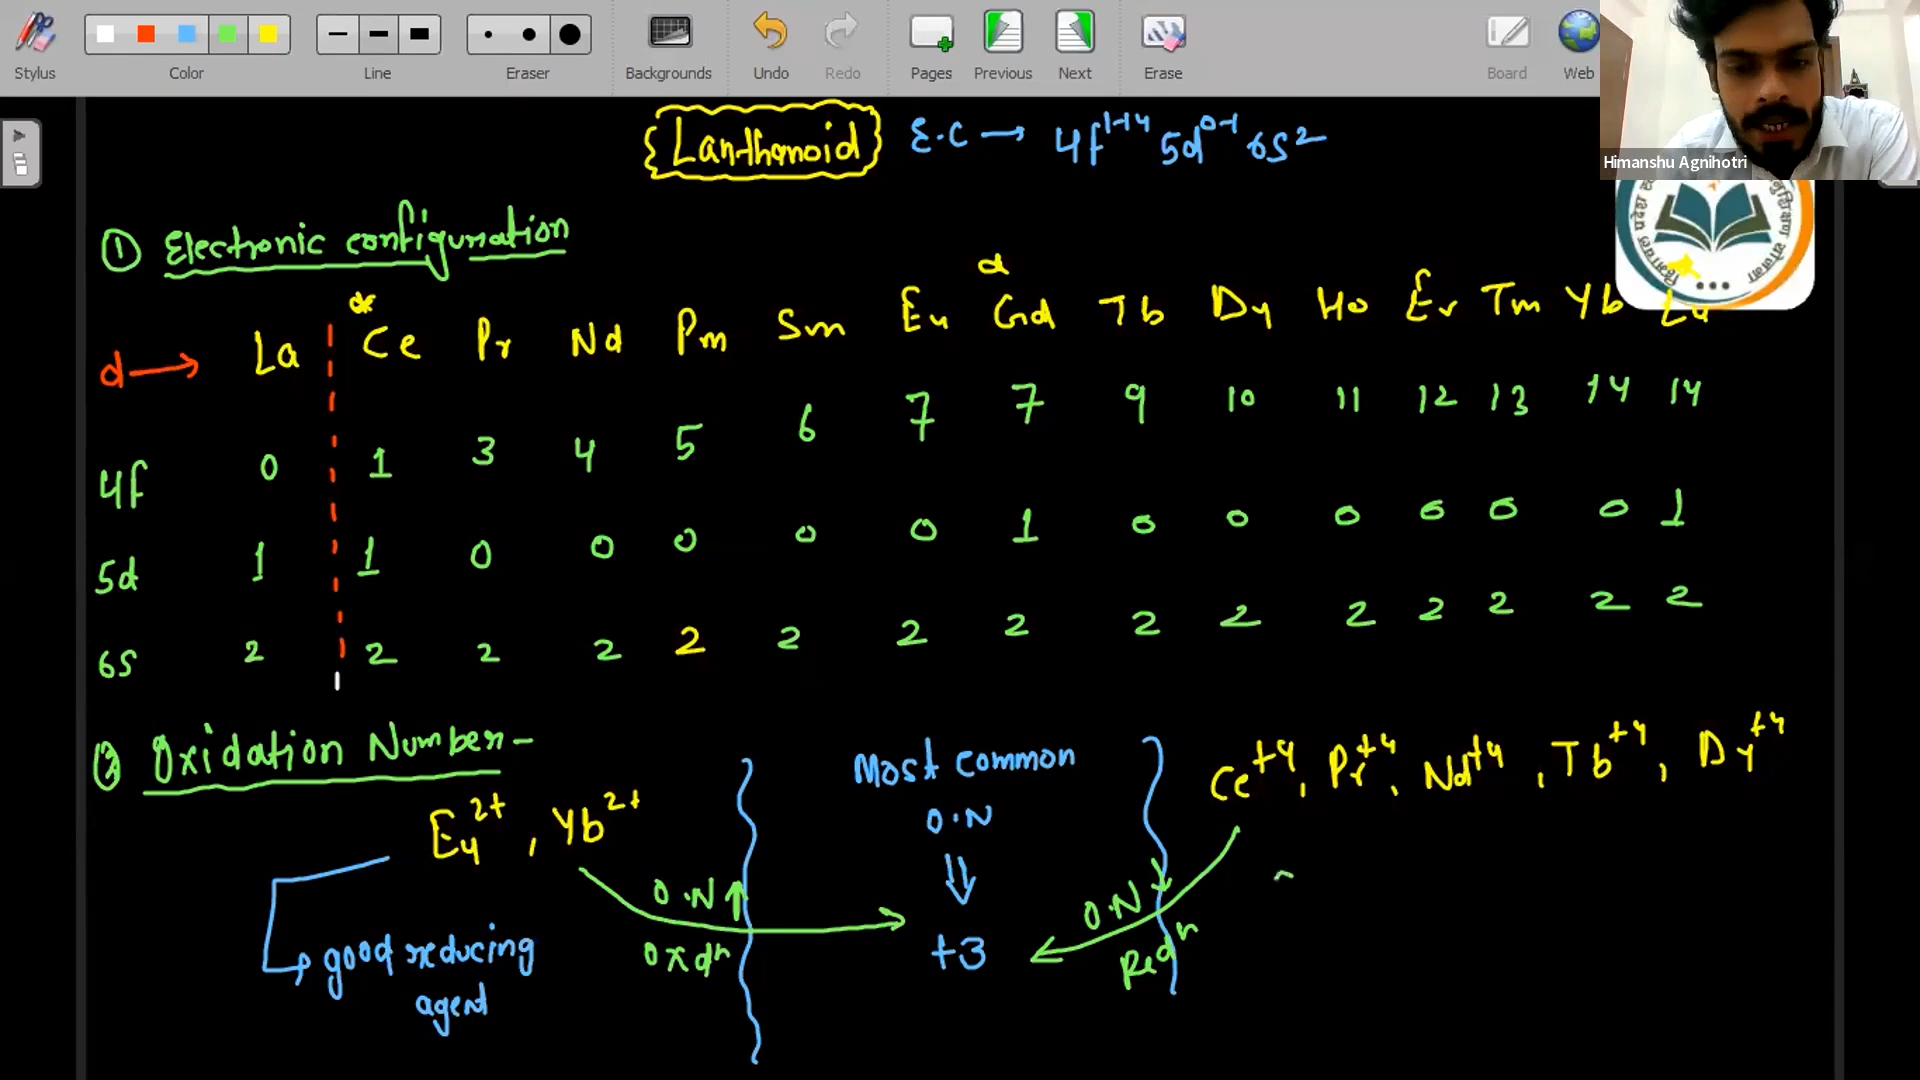 Stylus Color Line Eraser Backgrounds Undo Redo Pages Previous Next Erase Board Web
Himanshu Agnihotri
Lanthanoid E.C → 4f¹⁻¹⁴ 5d⁰⁻¹ 6s²
① Electronic configuration
d → La Ce Pr Nd Pm Sm Eu Gd Tb Dy Ho Er Tm Yb Lu
4f 0 1 3 4 5 6 7 7 9 10 11 12 13 14 14
5d 1 1 0 0 0 0 0 1 0 0 0 0 0 0 1
6s 2 2 2 2 2 2 2 2 2 2 2 2 2 2 2
② Oxidation Number-
Eu²⁺, Yb²⁺
good reducing
agent
O.N ↑
Oxdⁿ
Most common
O.N
⇓
+3
Ce⁺⁴, Pr⁺⁴, Nd⁺⁴, Tb⁺⁴, Dy⁺⁴
O.N ↓
Redⁿ